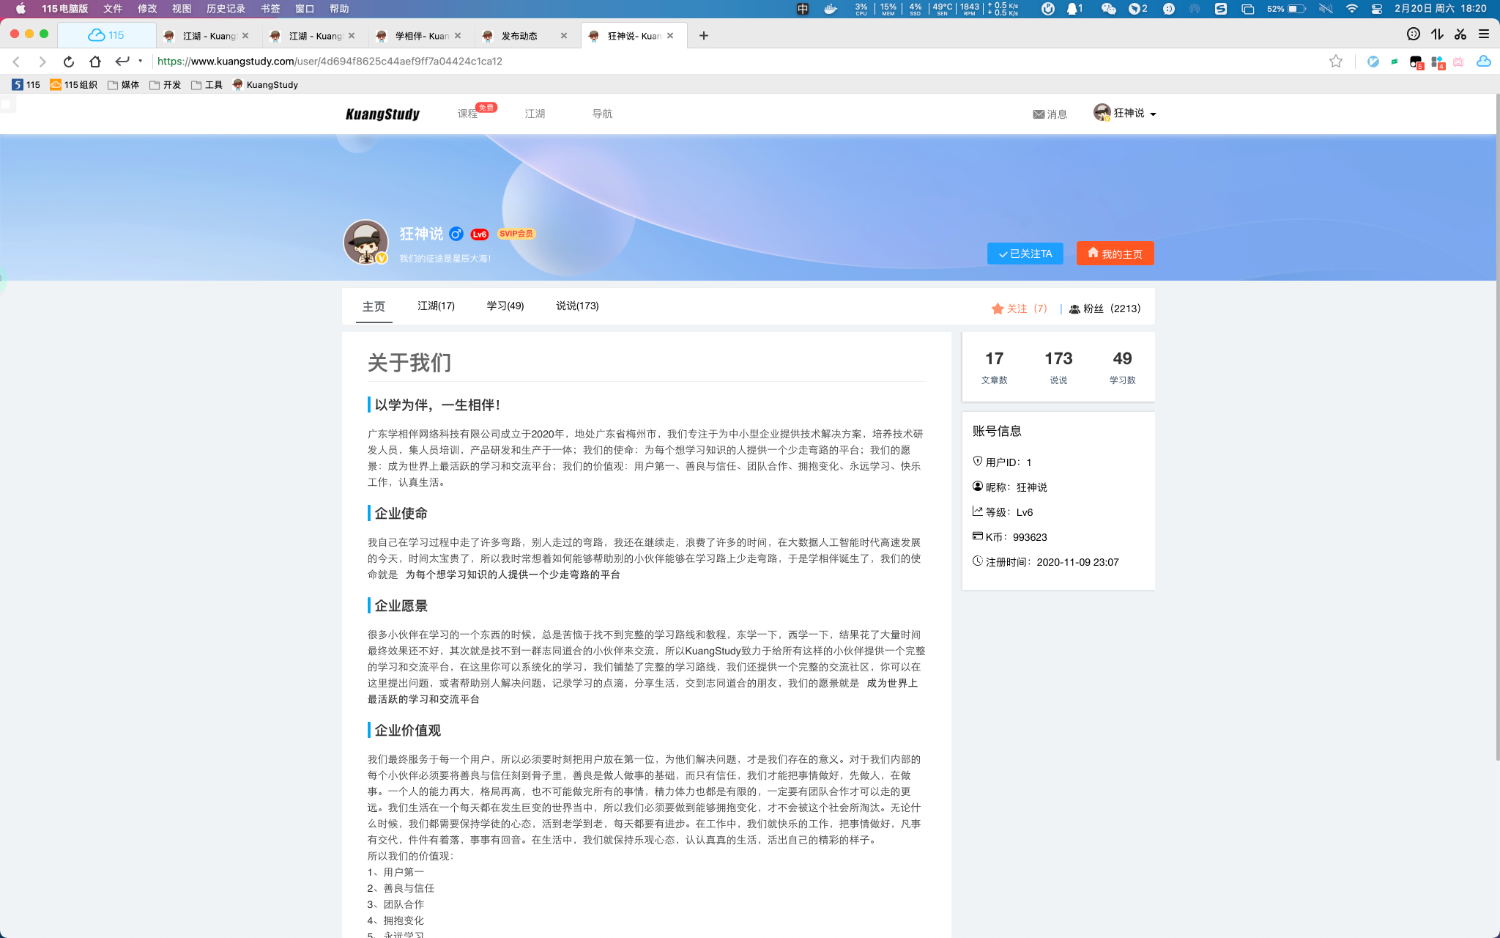 115电脑版 文件 修改 视图 历史记录 书签 窗口 帮助
中 3% CPU 15% MEM 4% SSD 49°C SEN 1843 RPM 0.5 K/s 0.5 K/s 1 2 52% 2月20日 周六 18:20
115 江湖 - Kuang 江湖 - Kuang 学相伴- Kuan 发布动态 狂神说- Kuan
https://www.kuangstudy.com/user/4d694f8625c44aef9ff7a04424c1ca12
115 115组织 媒体 开发 工具 KuangStudy
KuangStudy 课程 免费 江湖 导航 消息 狂神说
狂神说 Lv6 SVIP会员
我们的征途是星辰大海!
已关注TA 我的主页
主页 江湖(17) 学习(49) 说说(173) 关注（7） | 粉丝（2213）
关于我们
以学为伴，一生相伴！
广东学相伴网络科技有限公司成立于2020年，地处广东省梅州市，我们专注于为中小型企业提供技术解决方案，培养技术研
发人员，集人员培训，产品研发和生产于一体；我们的使命：为每个想学习知识的人提供一个少走弯路的平台；我们的愿
景：成为世界上最活跃的学习和交流平台；我们的价值观：用户第一、善良与信任、团队合作、拥抱变化、永远学习、快乐
工作，认真生活。
企业使命
我自己在学习过程中走了许多弯路，别人走过的弯路，我还在继续走，浪费了许多的时间，在大数据人工智能时代高速发展
的今天，时间太宝贵了，所以我时常想着如何能够帮助别的小伙伴能够在学习路上少走弯路，于是学相伴诞生了，我们的使
命就是 为每个想学习知识的人提供一个少走弯路的平台
企业愿景
很多小伙伴在学习的一个东西的时候，总是苦恼于找不到完整的学习路线和教程，东学一下，西学一下，结果花了大量时间
最终效果还不好，其次就是找不到一群志同道合的小伙伴来交流，所以KuangStudy致力于给所有这样的小伙伴提供一个完整
的学习和交流平台，在这里你可以系统化的学习，我们铺垫了完整的学习路线，我们还提供一个完整的交流社区，你可以在
这里提出问题，或者帮助别人解决问题，记录学习的点滴，分享生活，交到志同道合的朋友，我们的愿景就是 成为世界上
最活跃的学习和交流平台
企业价值观
我们最终服务于每一个用户，所以必须要时刻把用户放在第一位，为他们解决问题，才是我们存在的意义。对于我们内部的
每个小伙伴必须要将善良与信任刻到骨子里，善良是做人做事的基础，而只有信任，我们才能把事情做好，先做人，在做
事。一个人的能力再大，格局再高，也不可能做完所有的事情，精力体力也都是有限的，一定要有团队合作才可以走的更
远。我们生活在一个每天都在发生巨变的世界当中，所以我们必须要做到能够拥抱变化，才不会被这个社会所淘汰。无论什
么时候，我们都需要保持学徒的心态，活到老学到老，每天都要有进步。在工作中，我们就快乐的工作，把事情做好，凡事
有交代，件件有着落，事事有回音。在生活中，我们就保持乐观心态，认认真真的生活，活出自己的精彩的样子。
所以我们的价值观：
1、用户第一
2、善良与信任
3、团队合作
4、拥抱变化
5、永远学习
17 173 49
文章数 说说 学习数
账号信息
用户ID：1
昵称：狂神说
等级：Lv6
K币：993623
注册时间：2020-11-09 23:07